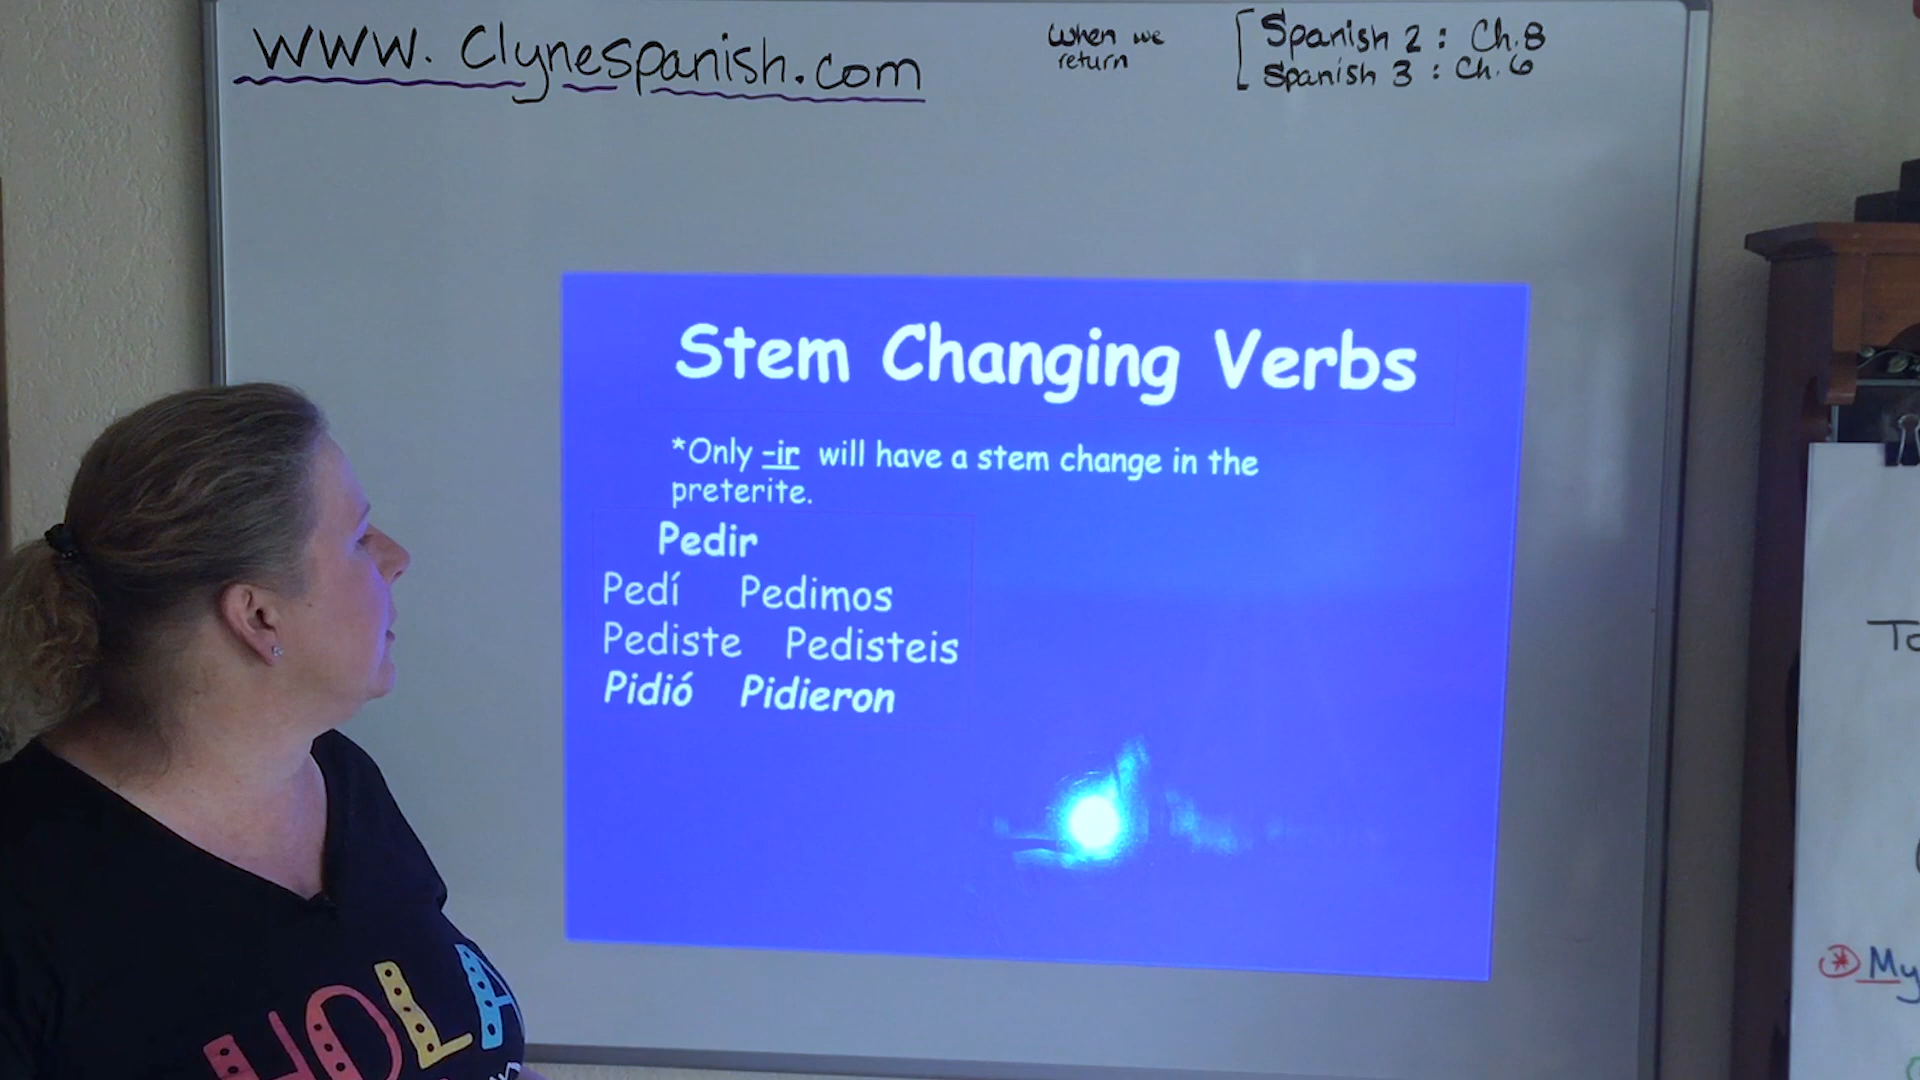 www.Clynespanish.com
When we
return
Spanish 2 : Ch.8
Spanish 3 : Ch.6
Stem Changing Verbs
*Only -ir will have a stem change in the
preterite.
Pedir
Pedí Pedimos
Pediste Pedisteis
Pidió Pidieron
HOLA
My